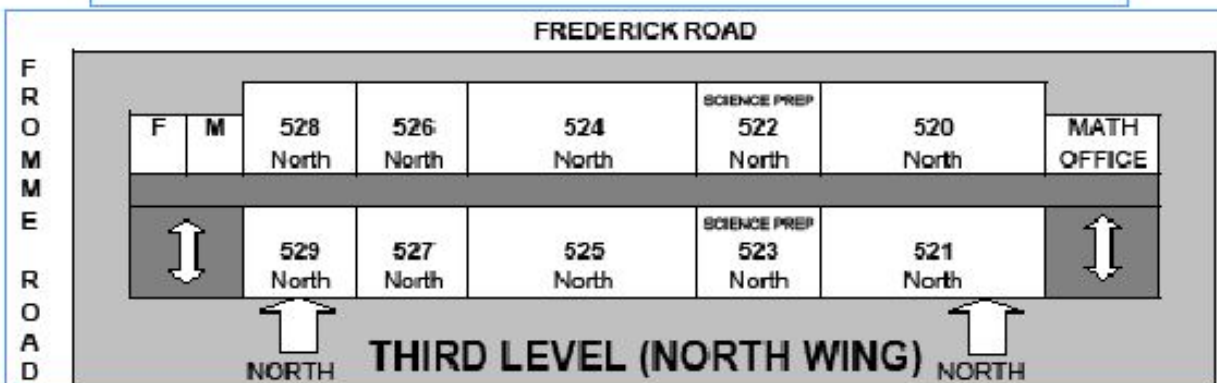 FREDERICK ROAD
FROMME ROAD
SCIENCE PREP
F M 528 526 524 522 520 MATH
North North North North North OFFICE
SCIENCE PREP
529 527 525 523 521
North North North North North
THIRD LEVEL (NORTH WING)
NORTH NORTH